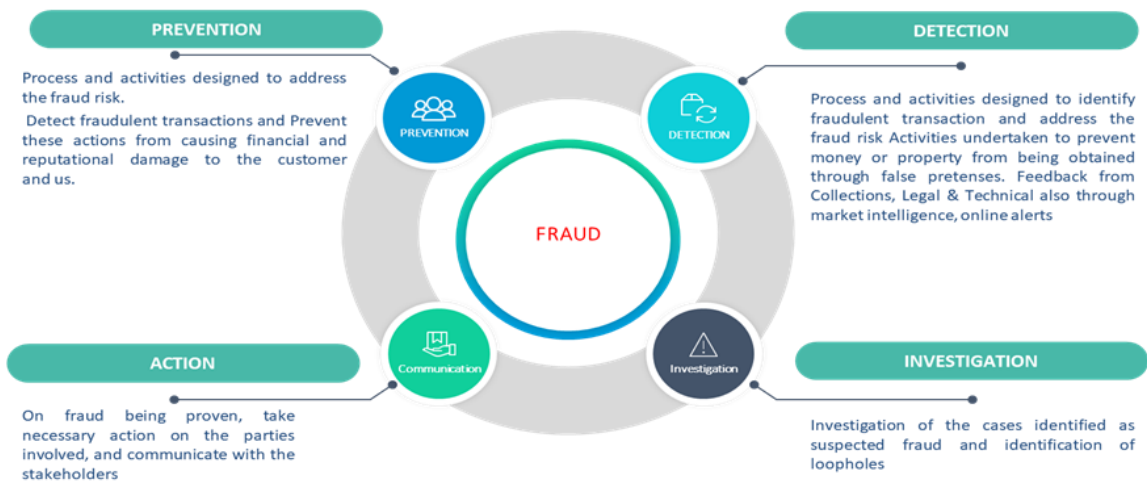 PREVENTION
Process and activities designed to address
the fraud risk.
Detect fraudulent transactions and Prevent
these actions from causing financial and
reputational damage to the customer
and us.
PREVENTION
DETECTION
DETECTION
Process and activities designed to identify
fraudulent transaction and address the
fraud risk Activities undertaken to prevent
money or property from being obtained
through false pretenses. Feedback from
Collections, Legal & Technical also through
market intelligence, online alerts
FRAUD
ACTION
On fraud being proven, take
necessary action on the parties
involved, and communicate with the
stakeholders
Communication
Investigation
INVESTIGATION
Investigation of the cases identified as
suspected fraud and identification of
loopholes